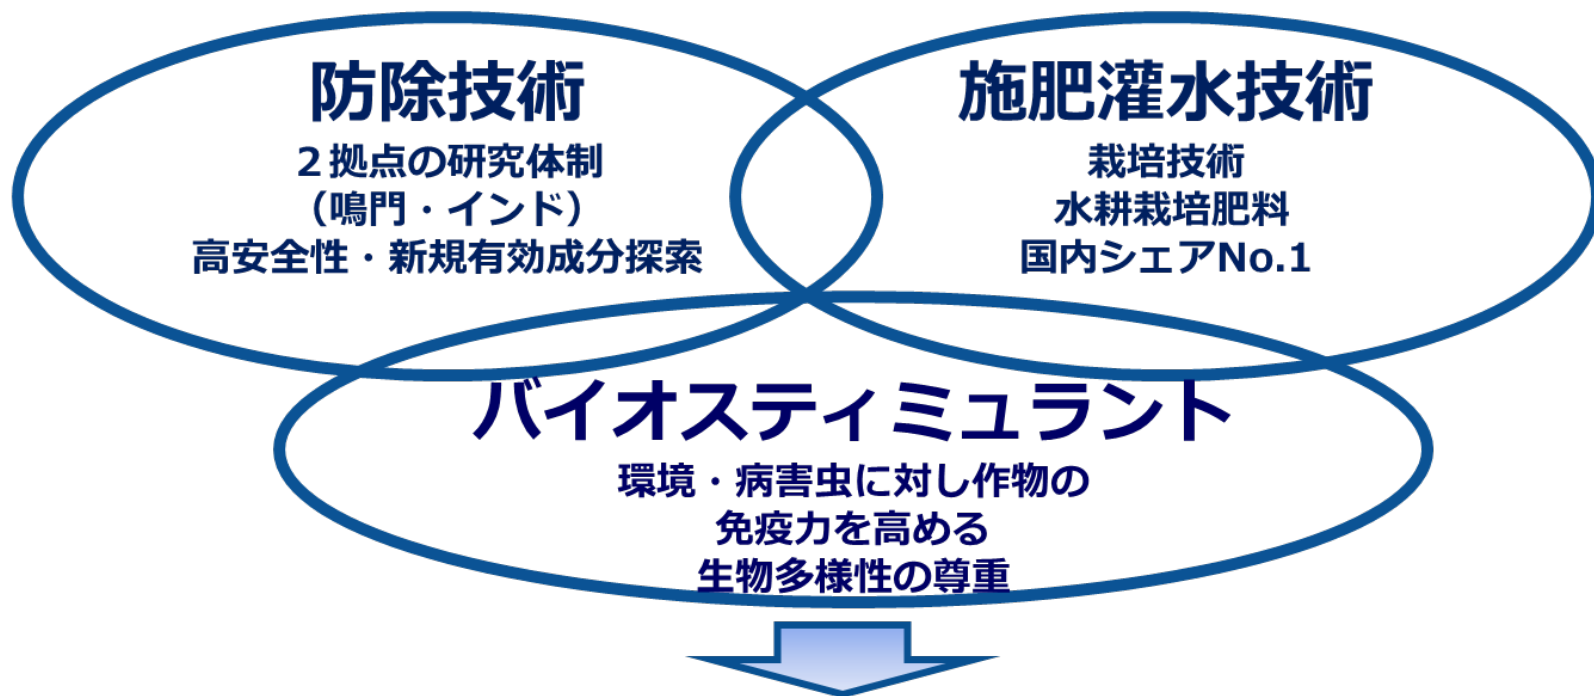 防除技術
２拠点の研究体制
（鳴門・インド）
高安全性・新規有効成分探索
施肥灌水技術
栽培技術
水耕栽培肥料
国内シェアNo.1
バイオスティミュラント
環境・病害虫に対し作物の
免疫力を高める
生物多様性の尊重